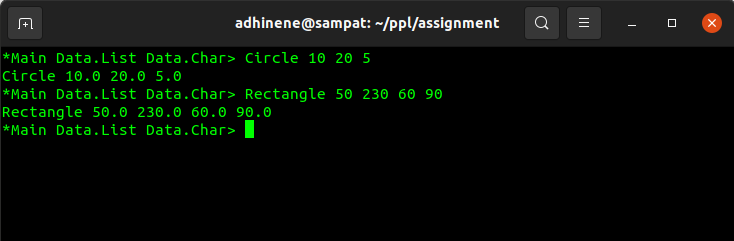 adhinene@sampat: ~/ppl/assignment
*Main Data.List Data.Char> Circle 10 20 5
Circle 10.0 20.0 5.0
*Main Data.List Data.Char> Rectangle 50 230 60 90
Rectangle 50.0 230.0 60.0 90.0
*Main Data.List Data.Char>